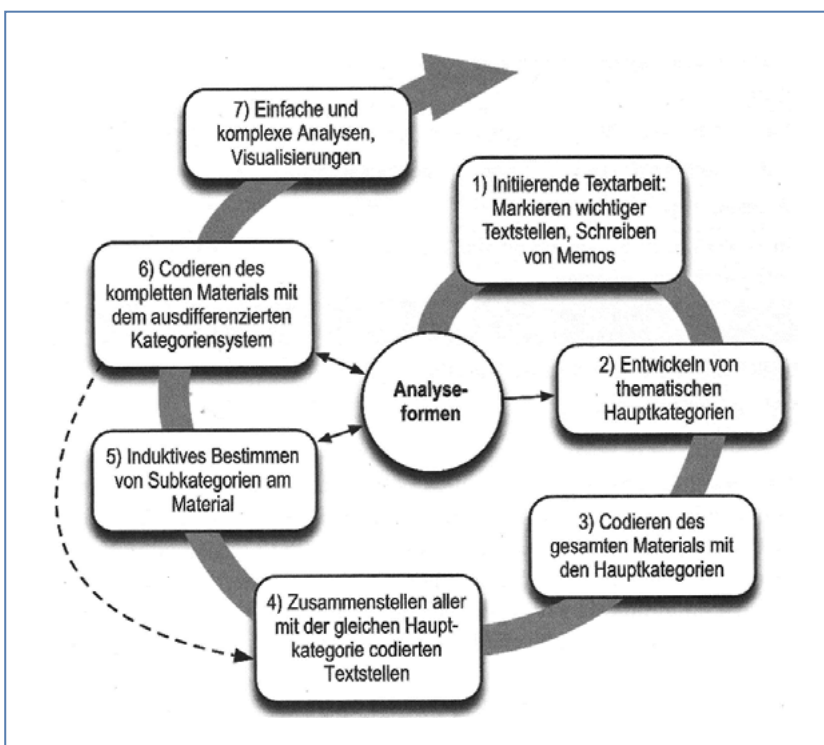 1) Initiierende Textarbeit:
Markieren wichtiger
Textstellen, Schreiben
von Memos
2) Entwickeln von
thematischen
Hauptkategorien
3) Codieren des
gesamten Materials mit
den Hauptkategorien
4) Zusammenstellen aller
mit der gleichen Haupt-
kategorie codierten
Textstellen
5) Induktives Bestimmen
von Subkategorien am
Material
6) Codieren des
kompletten Materials mit
dem ausdifferenzierten
Kategoriensystem
7) Einfache und
komplexe Analysen,
Visualisierungen
Analyse-
formen